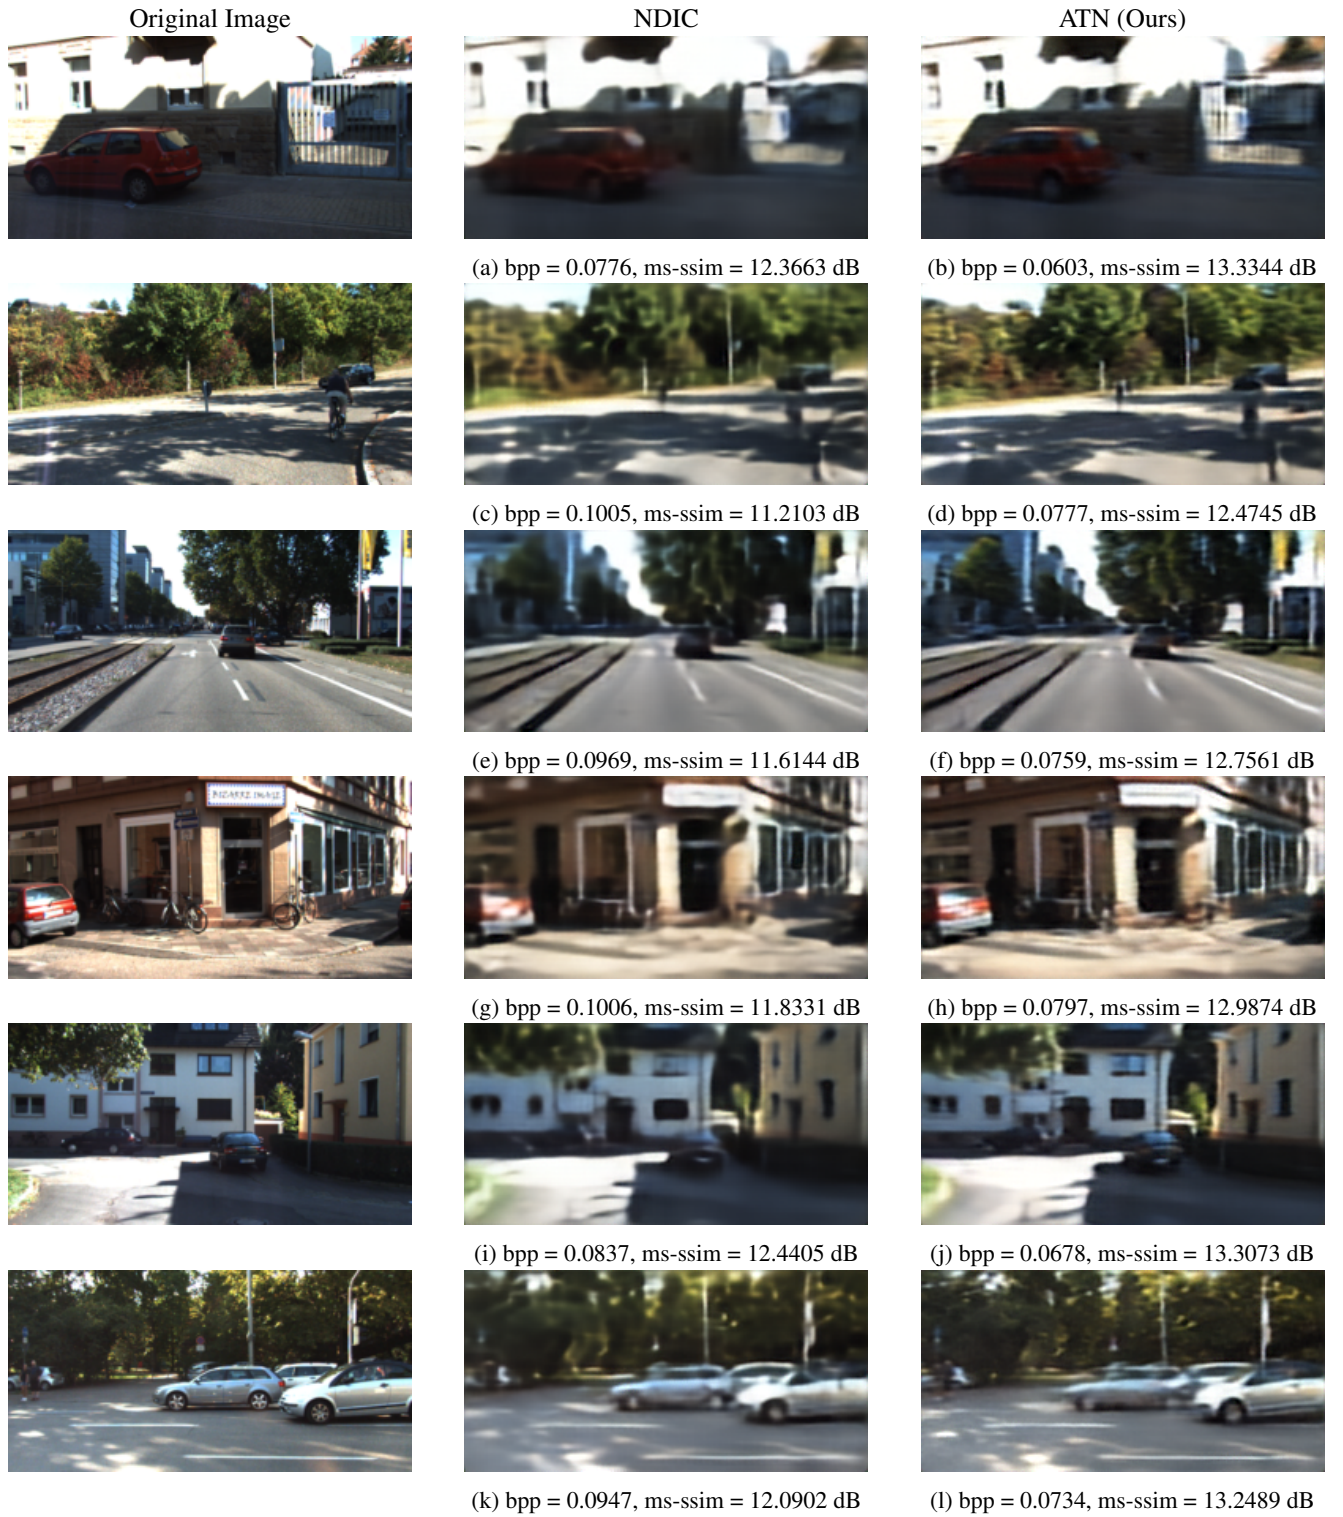 Original Image
NDIC
ATN (Ours)
(a) bpp = 0.0776, ms-ssim = 12.3663 dB
(b) bpp = 0.0603, ms-ssim = 13.3344 dB
(c) bpp = 0.1005, ms-ssim = 11.2103 dB
(d) bpp = 0.0777, ms-ssim = 12.4745 dB
(e) bpp = 0.0969, ms-ssim = 11.6144 dB
(f) bpp = 0.0759, ms-ssim = 12.7561 dB
(g) bpp = 0.1006, ms-ssim = 11.8331 dB
(h) bpp = 0.0797, ms-ssim = 12.9874 dB
(i) bpp = 0.0837, ms-ssim = 12.4405 dB
(j) bpp = 0.0678, ms-ssim = 13.3073 dB
(k) bpp = 0.0947, ms-ssim = 12.0902 dB
(l) bpp = 0.0734, ms-ssim = 13.2489 dB